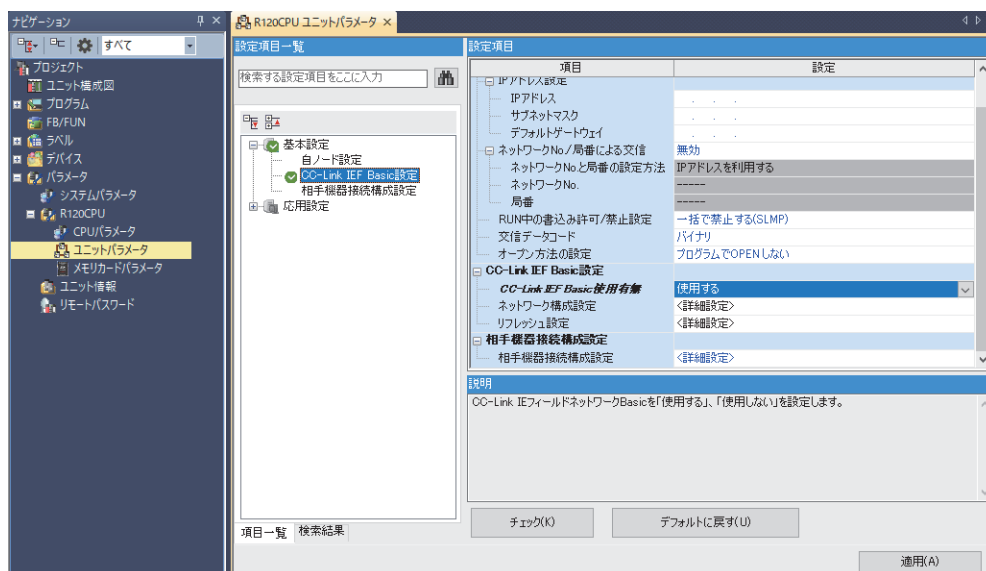 ナビゲーション
すべて
プロジェクト
ユニット構成図
プログラム
FB/FUN
ラベル
デバイス
パラメータ
システムパラメータ
R120CPU
CPUパラメータ
ユニットパラメータ
メモリカードパラメータ
ユニット情報
リモートパスワード
R120CPU ユニットパラメータ
設定項目一覧
検索する設定項目をここに入力
基本設定
自ノード設定
CC-Link IEF Basic設定
相手機器接続構成設定
応用設定
項目一覧 検索結果
設定項目
項目 設定
IPアドレス設定
IPアドレス . . .
サブネットマスク . . .
デフォルトゲートウェイ . . .
ネットワークNo./局番による交信 無効
ネットワークNo.と局番の設定方法 IPアドレスを利用する
ネットワークNo. -----
局番 -----
RUN中の書込み許可/禁止設定 一括で禁止する(SLMP)
交信データコード バイナリ
オープン方法の設定 プログラムでOPENしない
CC-Link IEF Basic設定
CC-Link IEF Basic使用有無 使用する
ネットワーク構成設定 <詳細設定>
リフレッシュ設定 <詳細設定>
相手機器接続構成設定
相手機器接続構成設定 <詳細設定>
説明
CC-Link IEフィールドネットワークBasicを「使用する」、「使用しない」を設定します。
チェック(K) デフォルトに戻す(U)
適用(A)